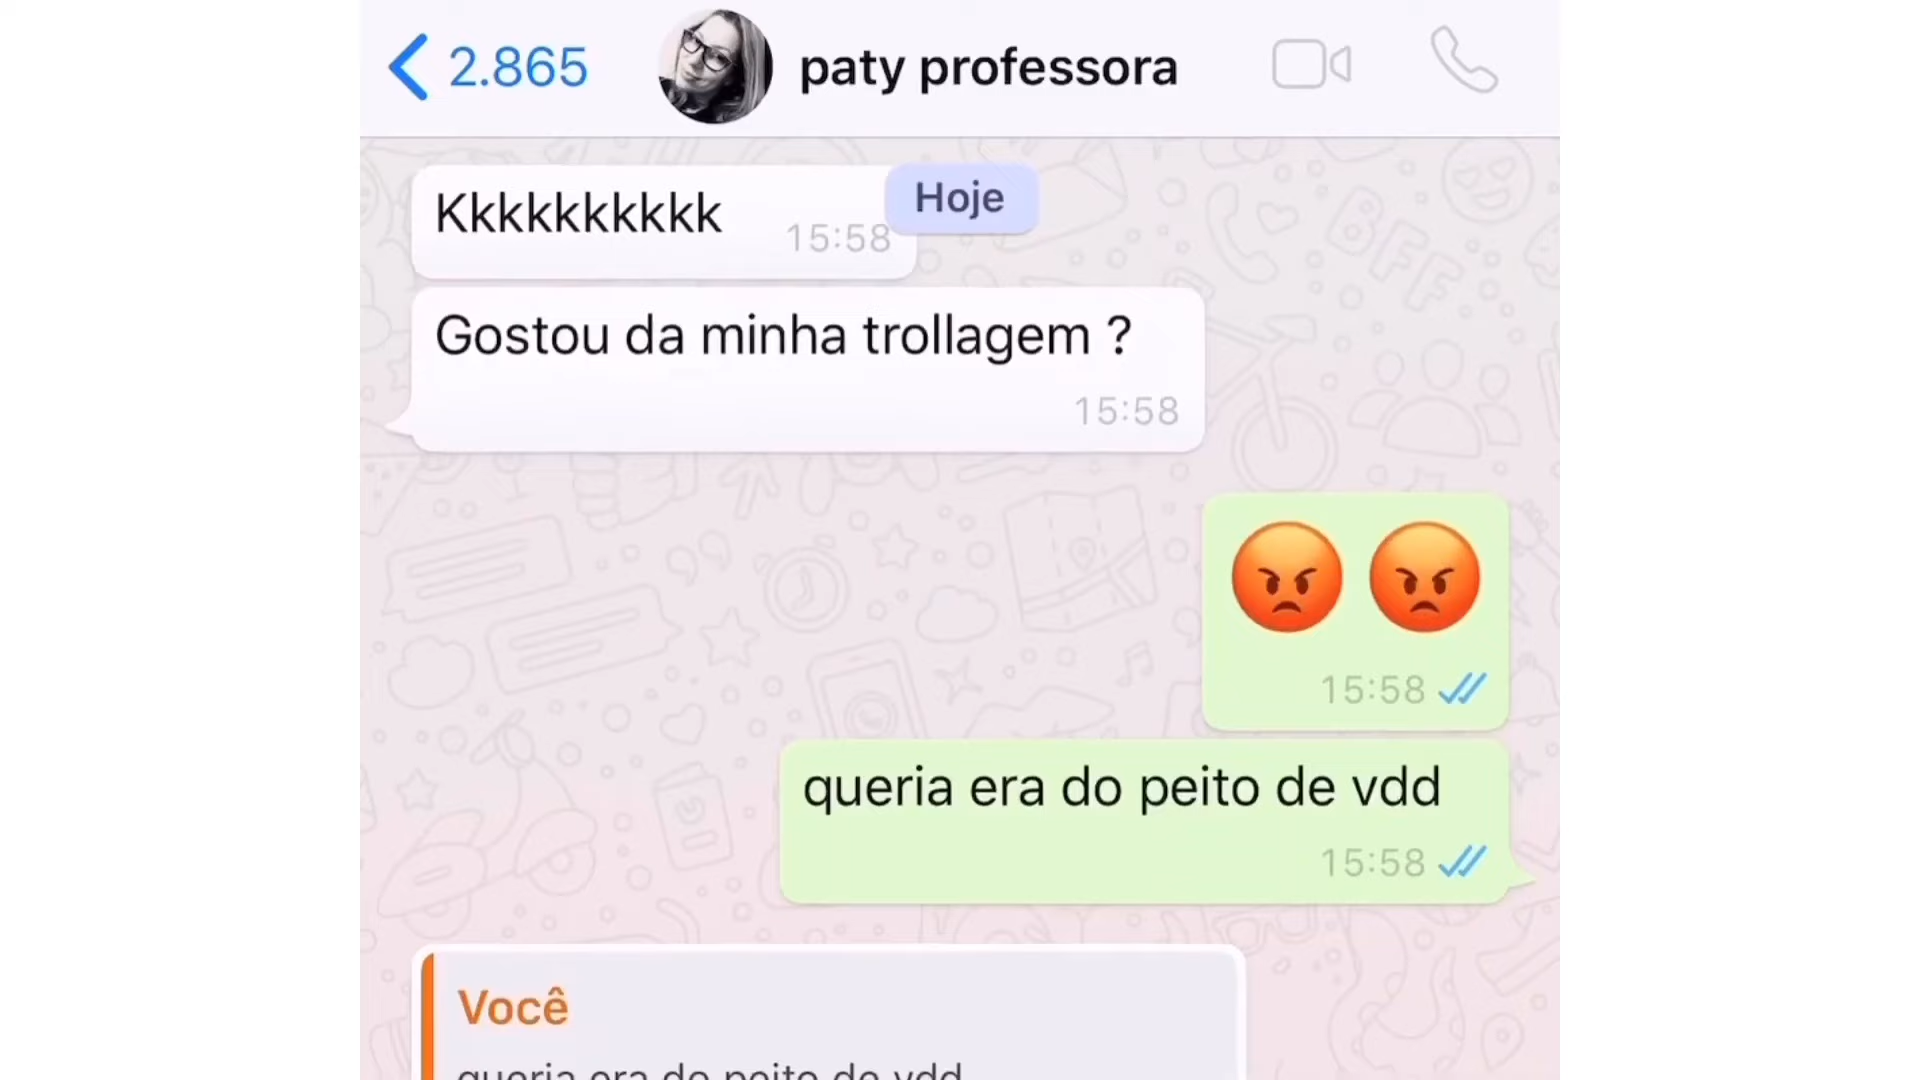 2.865
paty professora
Hoje
Kkkkkkkkkk
15:58
Gostou da minha trollagem ?
15:58
😡 😡
15:58
queria era do peito de vdd
15:58
Você
queria era do peito de vdd